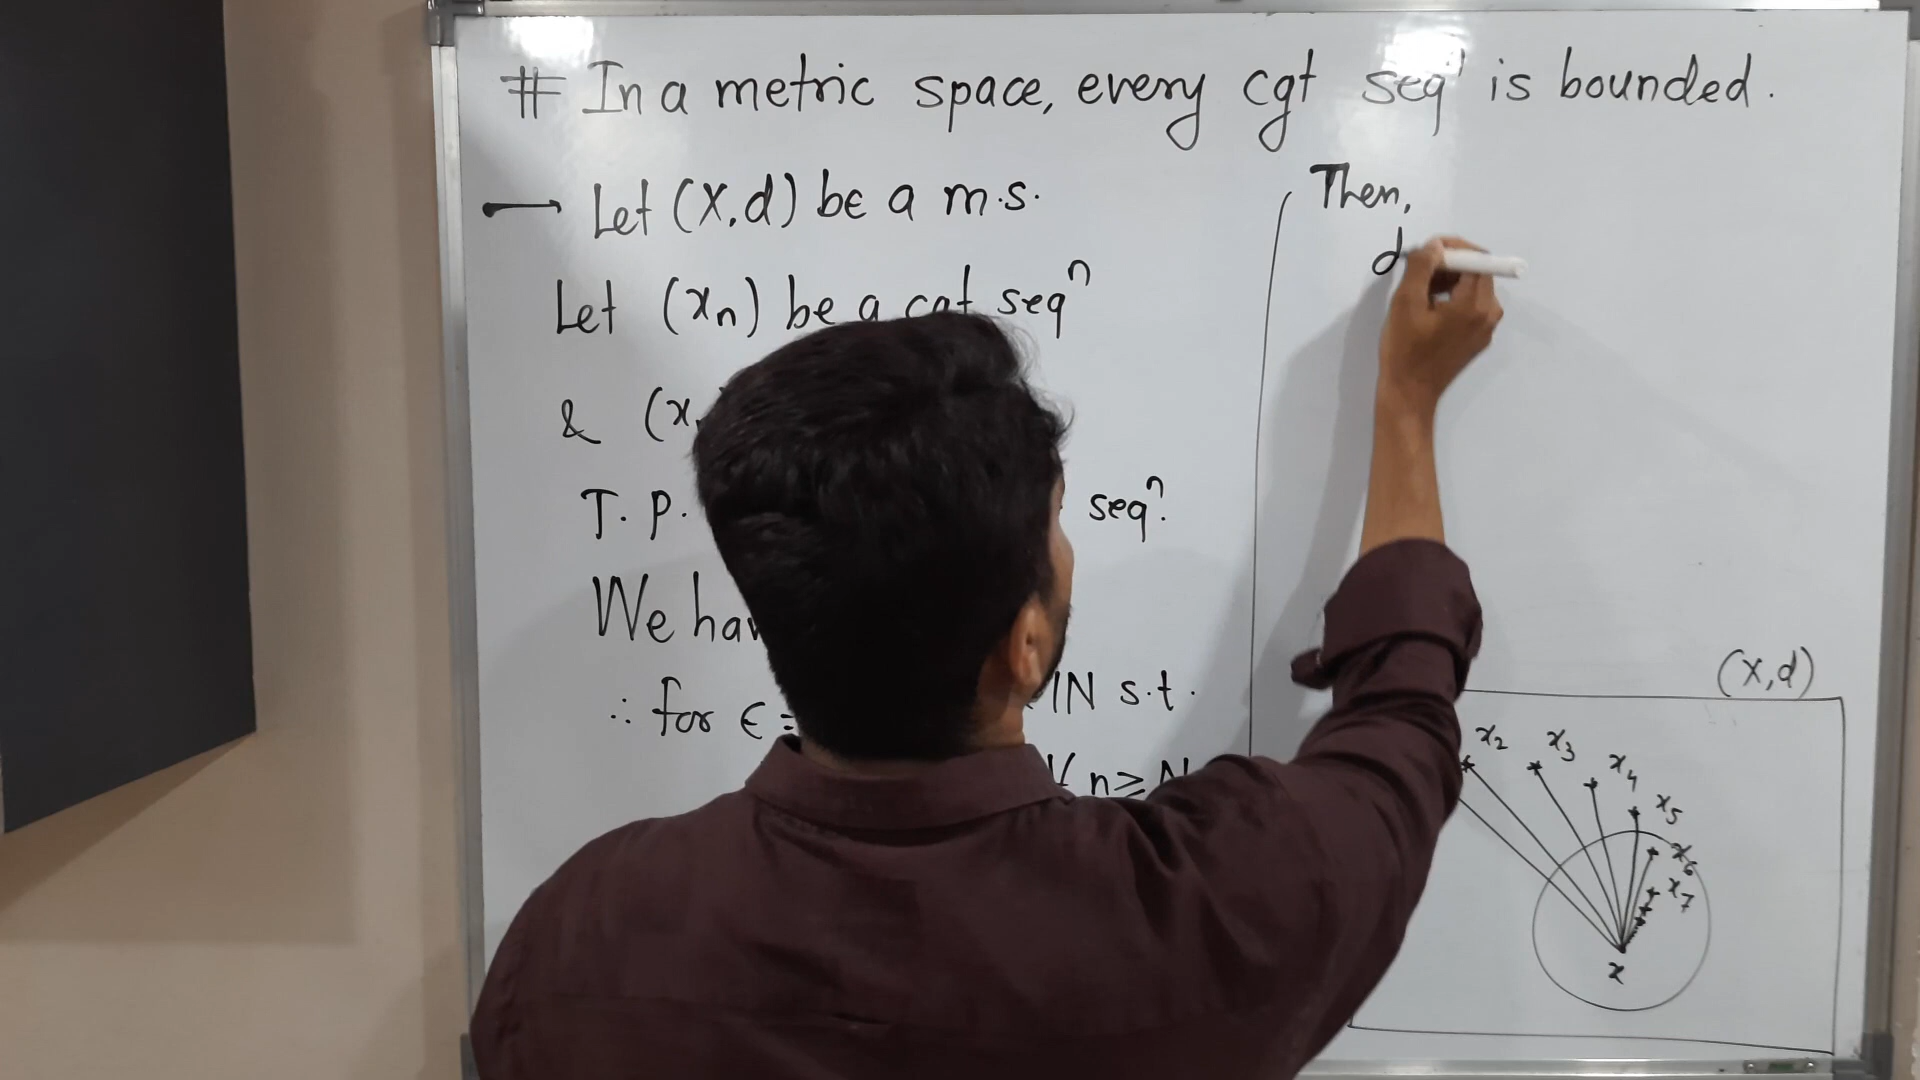 # In a metric space, every cgt seqⁿ is bounded.
Let (X,d) be a m.s.
Let (xₙ) be a cgt seqⁿ
& (x
T. P. seqⁿ.
We hav
∴ for ϵ = IN s.t.
∀ n ≥ N
Then,
d
(X,d)
x₂ x₃ x₄ x₅ x₆ x₇
x